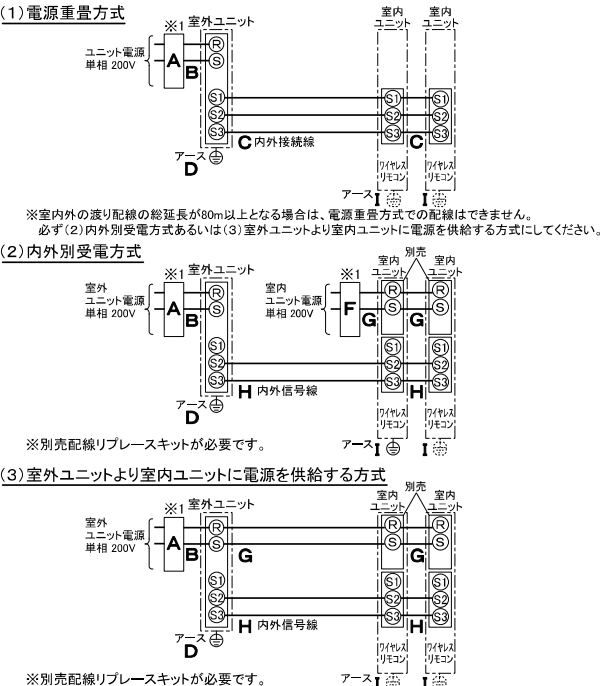 (1)電源重畳方式
※1 室外ユニット
室内ユニット 室内ユニット
ユニット電源
単相 200V
A B
R
S
S1 S1 S1
S2 S2 S2
S3 S3 S3
C 内外接続線 C
アース
D
ワイヤレスリモコン ワイヤレスリモコン
アース I I
※室内外の渡り配線の総延長が80m以上となる場合は、電源重畳方式での配線はできません。
必ず(2)内外別受電方式あるいは(3)室外ユニットより室内ユニットに電源を供給する方式にしてください。
(2)内外別受電方式
※1 室外ユニット
※1 室内ユニット 別売 室内ユニット
室外
ユニット電源
単相 200V
A B
室内
ユニット電源
単相 200V
F G G
R R R
S S S
S1 S1 S1
S2 S2 S2
S3 S3 S3
H 内外信号線 H
アース
D
ワイヤレスリモコン ワイヤレスリモコン
アース I I
※別売配線リプレースキットが必要です。
(3)室外ユニットより室内ユニットに電源を供給する方式
※1 室外ユニット
室内ユニット 別売 室内ユニット
室外
ユニット電源
単相 200V
A B
R R R
S S S
G G
S1 S1 S1
S2 S2 S2
S3 S3 S3
H 内外信号線 H
アース
D
ワイヤレスリモコン ワイヤレスリモコン
※別売配線リプレースキットが必要です。
アース I I